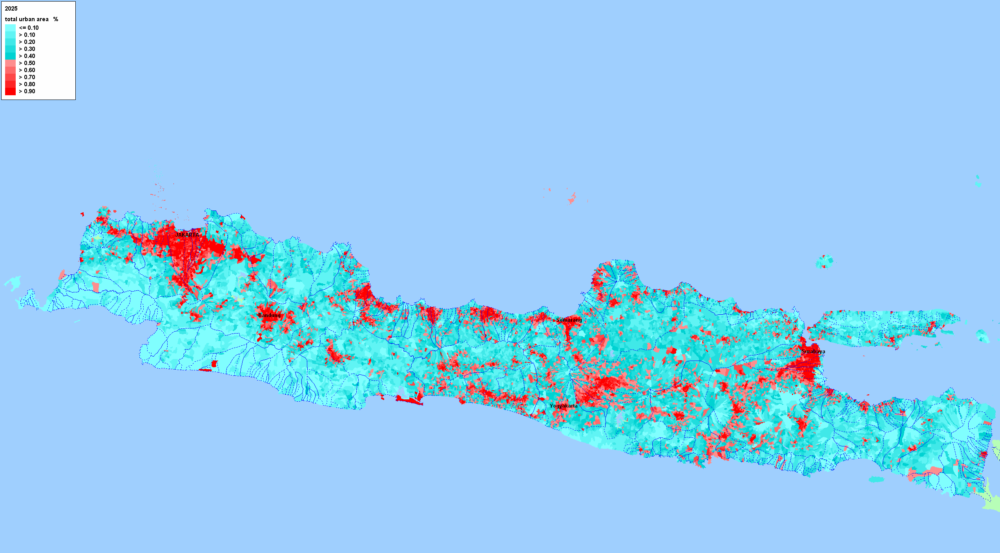 2025
total urban area %
<= 0.10
> 0.10
> 0.20
> 0.30
> 0.40
> 0.50
> 0.60
> 0.70
> 0.80
> 0.90
JAKARTA
Bandung
Semarang
Surabaya
Yogyakarta